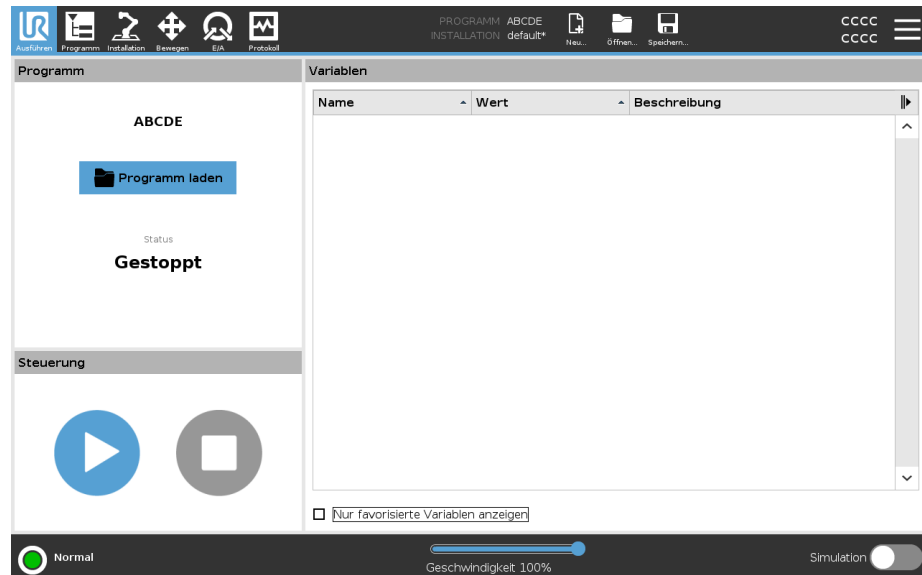 Ausführen
Programm
Installation
Bewegen
E/A
Protokoll
PROGRAMM ABCDE
INSTALLATION default*
Neu...
Öffnen...
Speichern...
cccc
cccc
Programm
Variablen
ABCDE
Programm laden
Status
Gestoppt
Name
Wert
Beschreibung
Steuerung
Nur favorisierte Variablen anzeigen
Normal
Geschwindigkeit 100%
Simulation